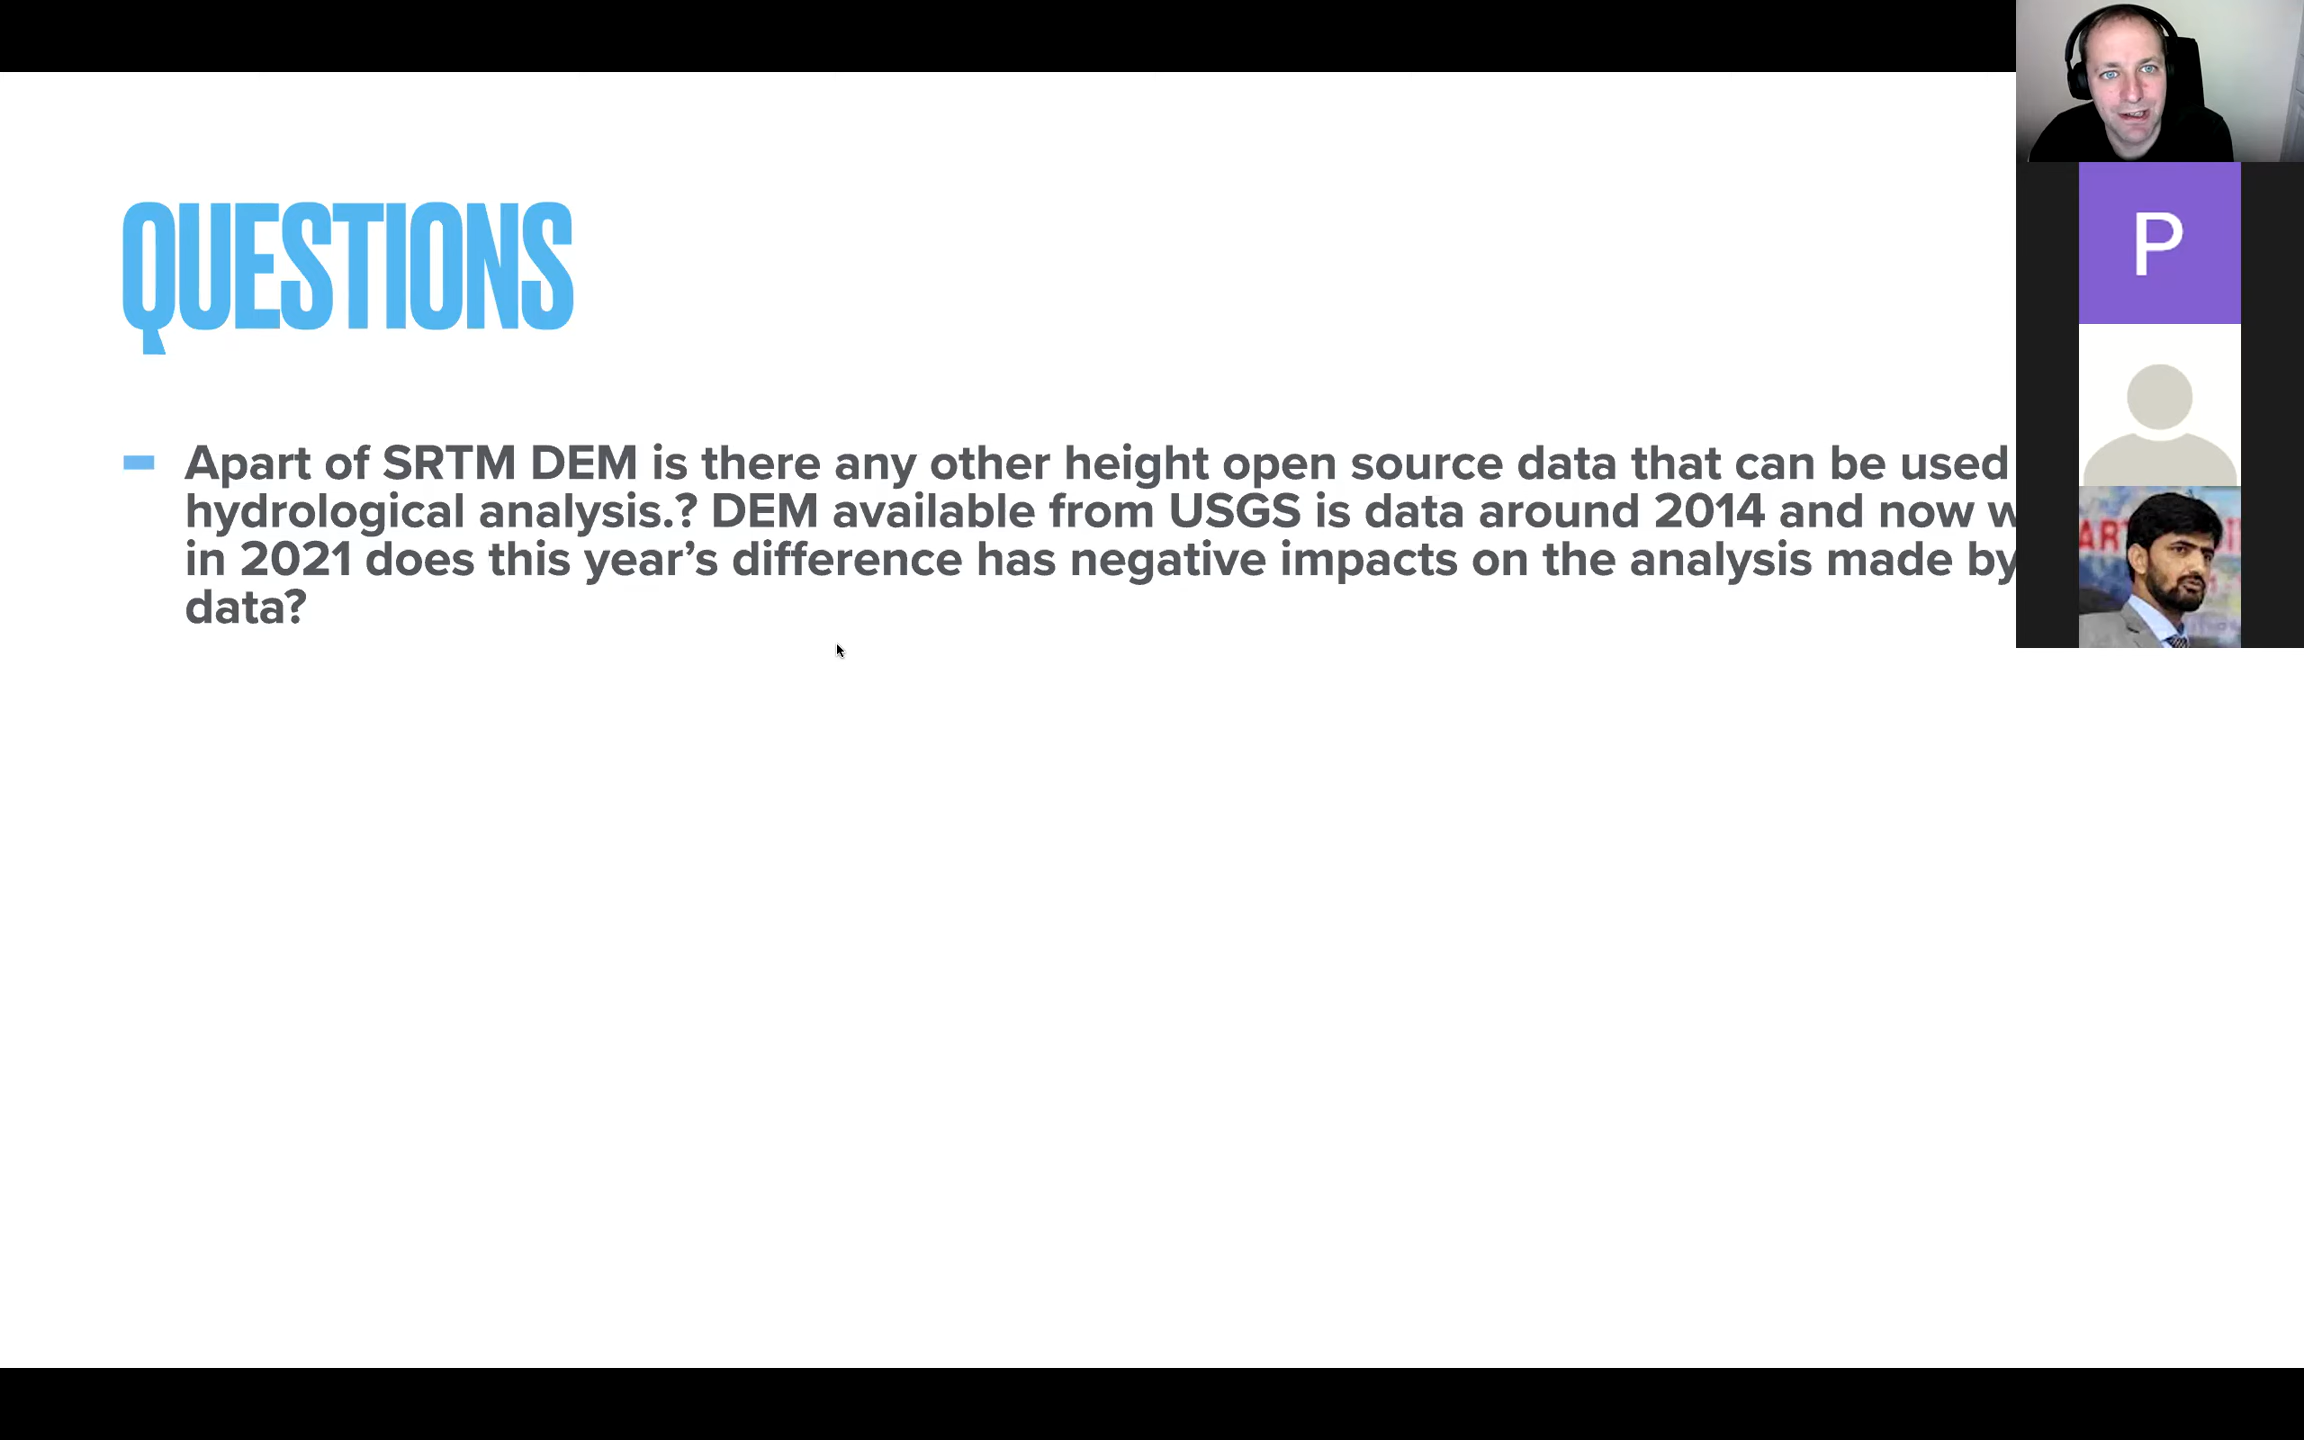 QUESTIONS
Apart of SRTM DEM is there any other height open source data that can be used
hydrological analysis.? DEM available from USGS is data around 2014 and now
in 2021 does this year’s difference has negative impacts on the analysis made by
data?
P
ART